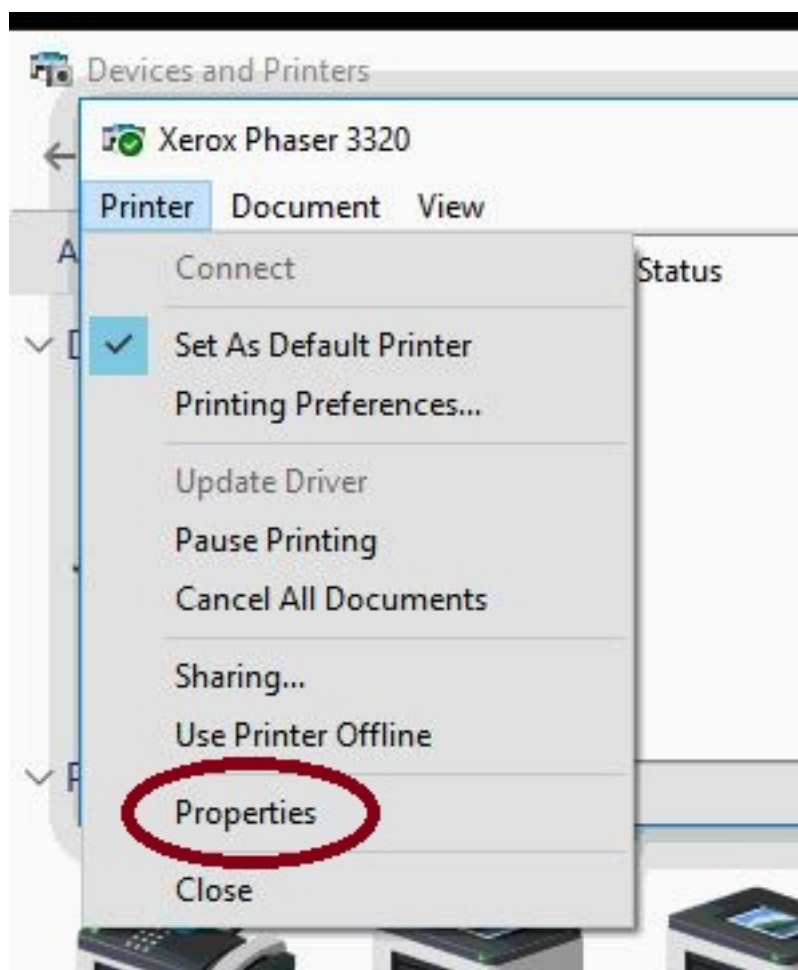 Devices and Printers
Xerox Phaser 3320
Printer Document View
Connect
Status
Set As Default Printer
Printing Preferences...
Update Driver
Pause Printing
Cancel All Documents
Sharing...
Use Printer Offline
Properties
Close